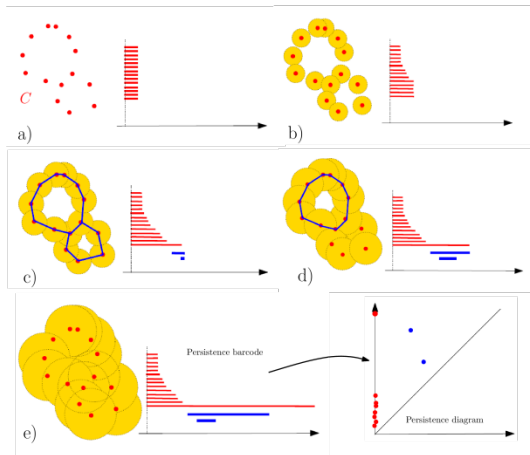 C
a)
b)
c)
d)
Persistence barcode
e)
Persistence diagram